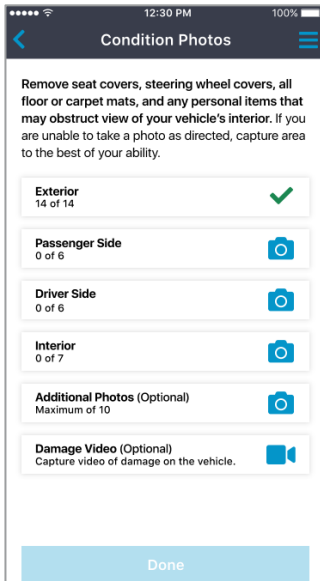 12:30 PM
100%
Condition Photos
Remove seat covers, steering wheel covers, all
floor or carpet mats, and any personal items that
may obstruct view of your vehicle's interior. If you
are unable to take a photo as directed, capture area
to the best of your ability.
Exterior
14 of 14
Passenger Side
0 of 6
Driver Side
0 of 6
Interior
0 of 7
Additional Photos (Optional)
Maximum of 10
Damage Video (Optional)
Capture video of damage on the vehicle.
Done